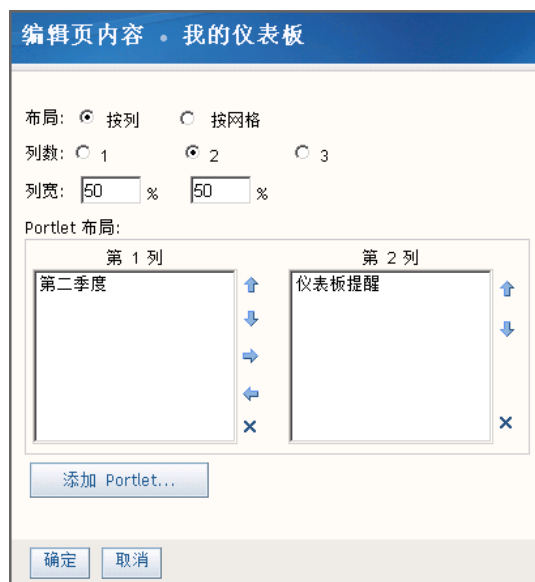 编辑页内容 • 我的仪表板
布局: 按列 按网格
列数: 1 2 3
列宽: 50 % 50 %
Portlet 布局:
第 1 列 第 2 列
第二季度 仪表板提醒
添加 Portlet...
确定 取消